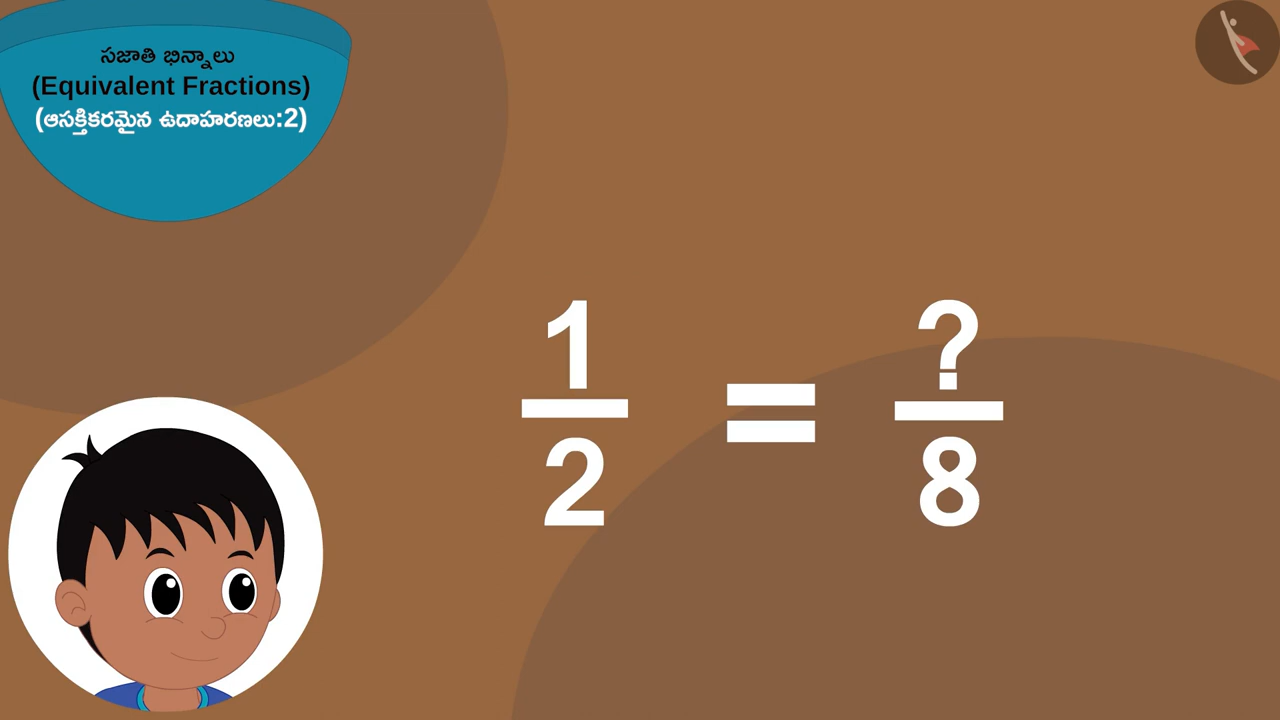 సజాతి భిన్నాలు
(Equivalent Fractions)
(ఆసక్తికరమైన ఉదాహరణలు:2)
1/2 = ?/8